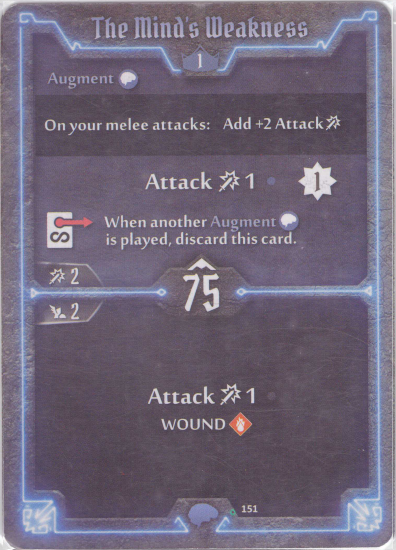 The Mind's Weakness
1
Augment
On your melee attacks: Add +2 Attack
Attack 1
1
When another Augment
is played, discard this card.
2
75
2
Attack 1
WOUND
151